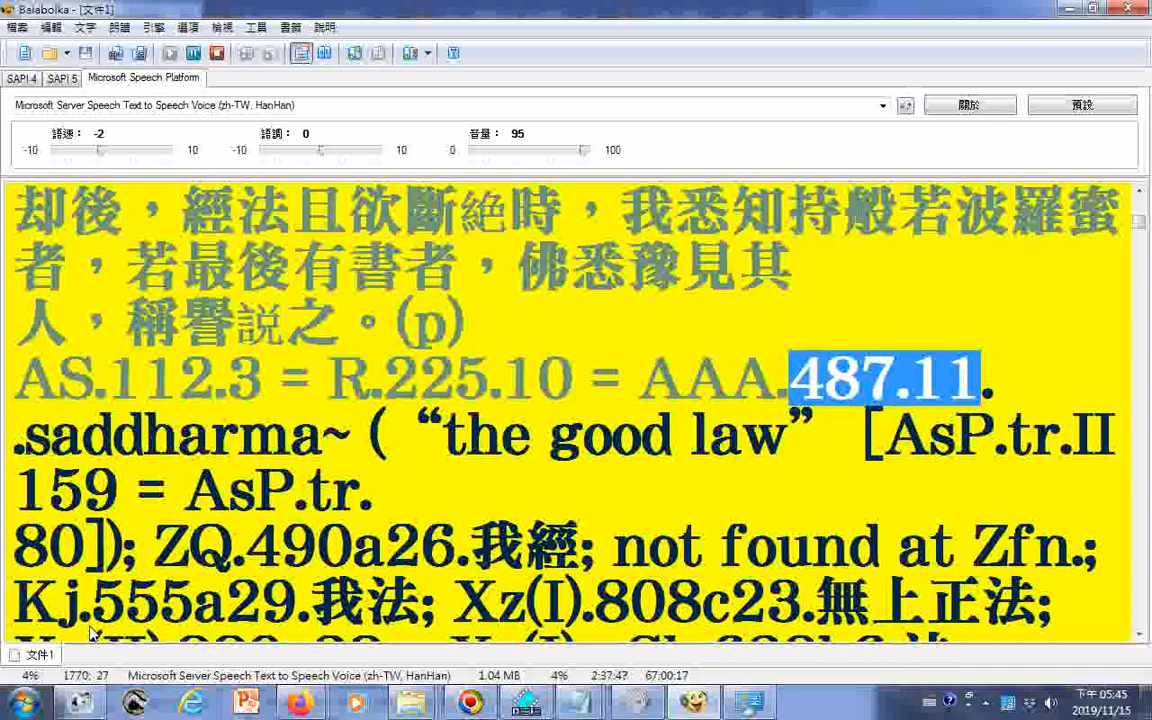 Balabolka - [文件1]
檔案 編輯 文字 朗讀 引擎 選項 檢視 工具 書籤 說明
SAPI 4 SAPI 5 Microsoft Speech Platform
Microsoft Server Speech Text to Speech Voice (zh-TW, HanHan) 關於 預設
語速： -2 語調： 0 音量： 95
-10 10 -10 10 0 100
却後，經法且欲斷絶時，我悉知持般若波羅蜜
者，若最後有書者，佛悉豫見其
人，稱譽説之。(p)
AS.112.3 = R.225.10 = AAA.487.11.
.saddharma~ (“the good law” [AsP.tr.II
159 = AsP.tr.
80]); ZQ.490a26.我經; not found at Zfn.;
Kj.555a29.我法; Xz(I).808c23.無上正法;
文件1
4% 1770; 27 Microsoft Server Speech Text to Speech Voice (zh-TW, HanHan) 1.04 MB 4% 2:37:47 67:00:17
下午 05:45
2019/11/15